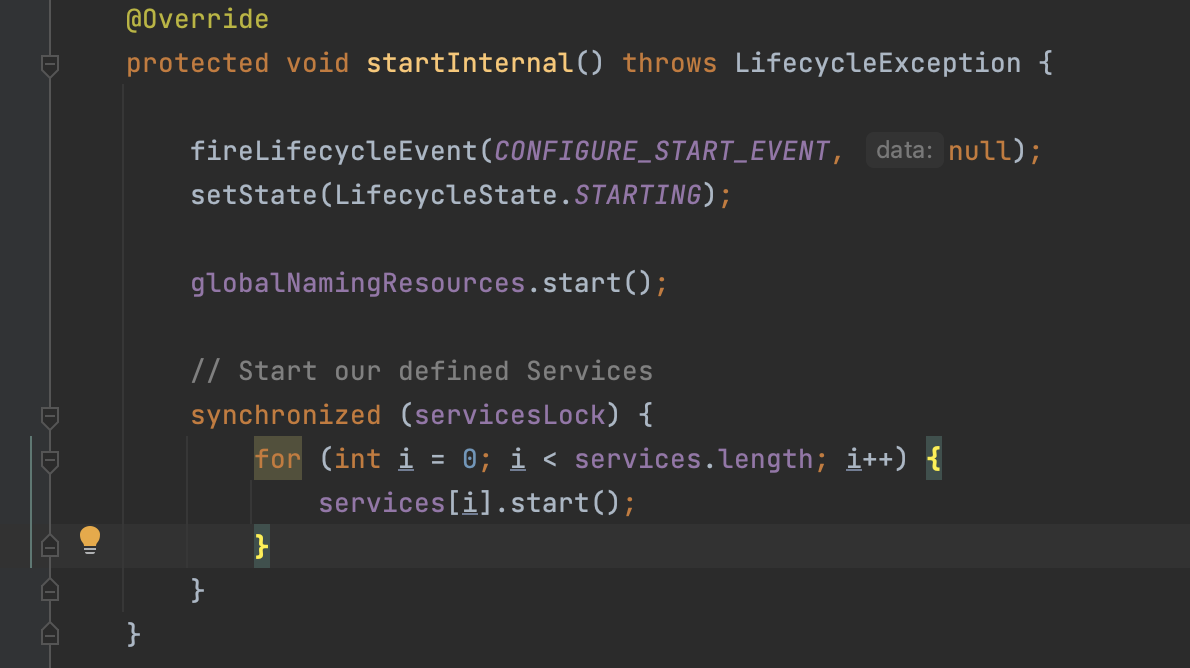 @Override
protected void startInternal() throws LifecycleException {
fireLifecycleEvent(CONFIGURE_START_EVENT, data: null);
setState(LifecycleState.STARTING);
globalNamingResources.start();
// Start our defined Services
synchronized (servicesLock) {
for (int i = 0; i < services.length; i++) {
services[i].start();
}
}
}